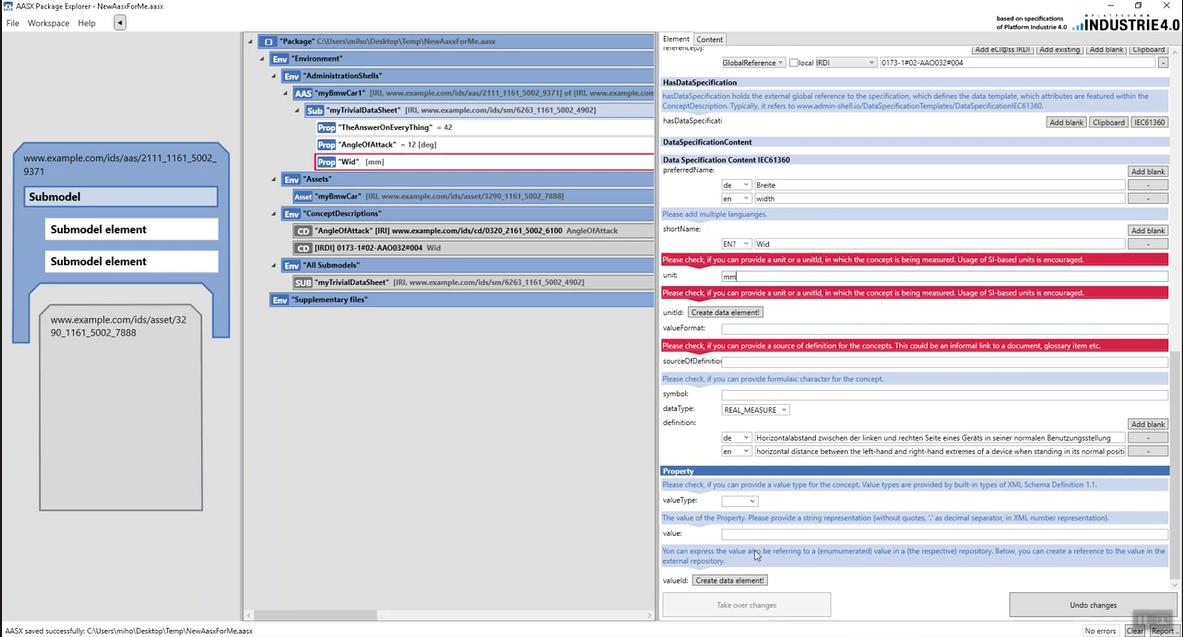 AASX Package Explorer - NewAasxForMe.aasx
File Workspace Help
based on specifications
of Platform Industrie 4.0
PLATTFORM
INDUSTRIE4.0
www.example.com/ids/aas/2111_1161_5002_
9371
Submodel
Submodel element
Submodel element
www.example.com/ids/asset/32
90_1161_5002_7888
"Package" C:\Users\miho\Desktop\Temp\NewAasxForMe.aasx
Env "Environment"
Env "AdministrationShells"
AAS "myBmwCar1" [IRI, www.example.com/ids/aas/2111_1161_5002_9371] of [IRI, www.example.com
Sub "myTrivialDataSheet" [IRI, www.example.com/ids/sm/6263_1161_5002_4902]
Prop "TheAnswerOnEveryThing" = 42
Prop "AngleOfAttack" = 12 [deg]
Prop "Wid" [mm]
Env "Assets"
Asset "myBmwCar" [IRI, www.example.com/ids/asset/3290_1161_5002_7888]
Env "ConceptDescriptions"
CD "AngleOfAttack" [IRI] www.example.com/ids/cd/0320_2161_5002_6100 AngleOfAttack
CD [IRDI] 0173-1#02-AAO032#004 Wid
Env "All Submodels"
SUB "myTrivialDataSheet" [IRI, www.example.com/ids/sm/6263_1161_5002_4902]
Env "Supplementary files"
Element Content
reference[0]: Add eCl@ss IRDI Add existing Add blank Clipboard
GlobalReference local IRDI 0173-1#02-AAO032#004 -
HasDataSpecification
hasDataSpecification holds the external global reference to the specification, which defines the data template, which attributes are featured within the
ConceptDescription. Typically, it refers to www.admin-shell.io/DataSpecificationTemplates/DataSpecificationIEC61360.
hasDataSpecificati Add blank Clipboard IEC61360
DataSpecificationContent
Data Specification Content IEC61360
preferredName: Add blank
de Breite -
en width -
Please add multiple languanges.
shortName: Add blank
EN? Wid -
Please check, if you can provide a unit or a unitId, in which the concept is being measured. Usage of SI-based units is encouraged.
unit: mm
Please check, if you can provide a unit or a unitId, in which the concept is being measured. Usage of SI-based units is encouraged.
unitId: Create data element!
valueFormat:
Please check, if you can provide a source of definition for the concepts. This could be an informal link to a document, glossary item etc.
sourceOfDefinition
Please check, if you can provide formulaic character for the concept.
symbol:
dataType: REAL_MEASURE
definition: Add blank
de Horizontalabstand zwischen der linken und rechten Seite eines Geräts in seiner normalen Benutzungsstellung -
en horizontal distance between the left-hand and right-hand extremes of a device when standing in its normal positi -
Property
Please check, if you can provide a value type for the concept. Value types are provided by built-in types of XML Schema Definition 1.1.
valueType:
The value of the Property. Please provide a string representation (without quotes, '.' as decimal separator, in XML number representation).
value:
Yon can express the value also be referring to a (enumumerated) value in a (the respective) repository. Below, you can create a reference to the value in the
external repository.
valueId: Create data element!
Take over changes Undo changes
AASX saved successfully: C:\Users\miho\Desktop\Temp\NewAasxForMe.aasx No errors Clear Report..